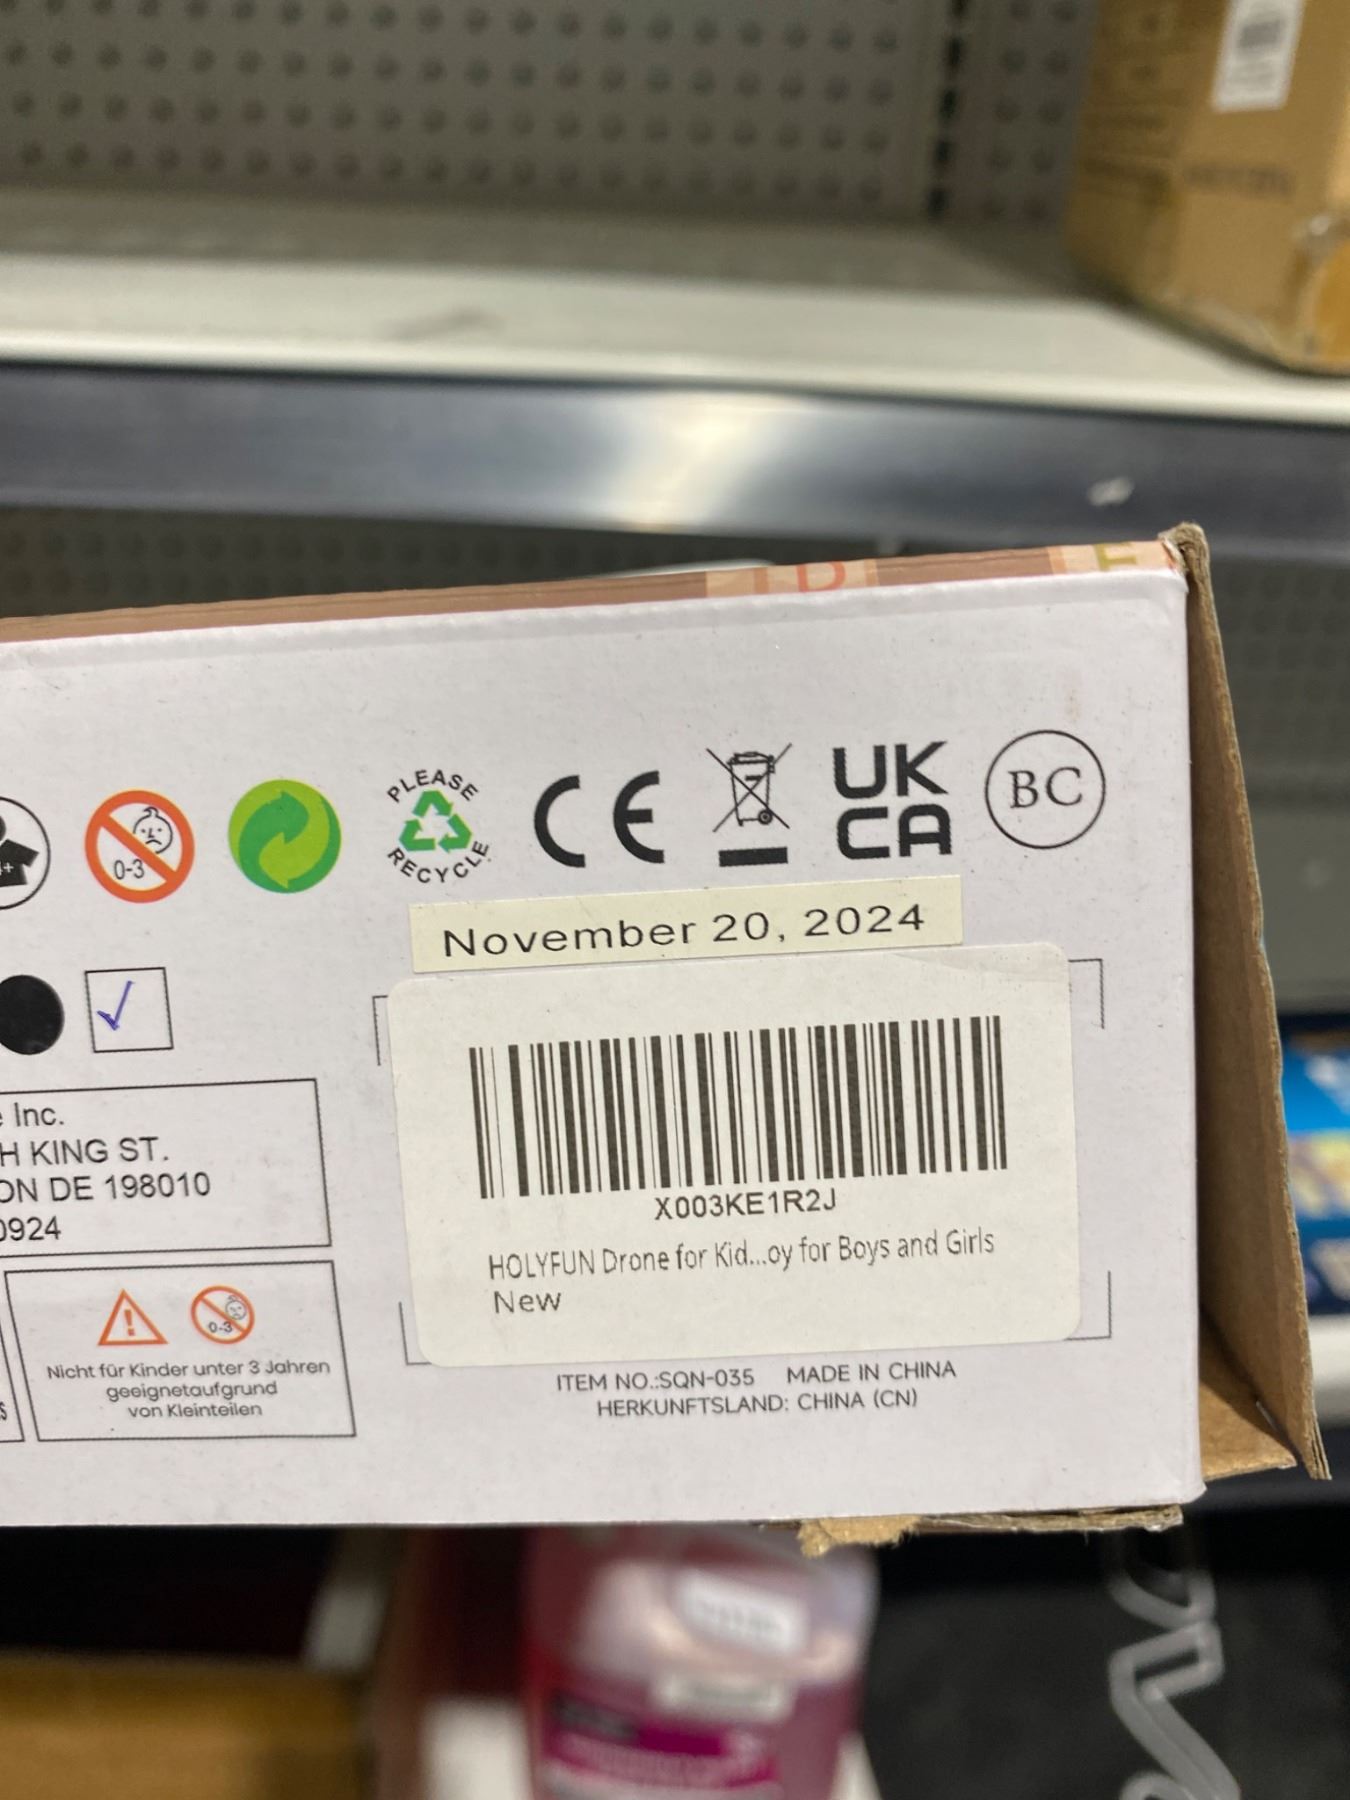 PLEASE
RECYCLE
0-3
CE
UK
CA
BC
November 20, 2024
Inc.
KING ST.
DE 198010
0924
X003KE1R2J
HOLYFUN Drone for Kid...oy for Boys and Girls
New
0-3
Nicht für Kinder unter 3 Jahren
geeignetaufgrund
von Kleinteilen
ITEM NO.:SQN-035 MADE IN CHINA
HERKUNFTSLAND: CHINA (CN)